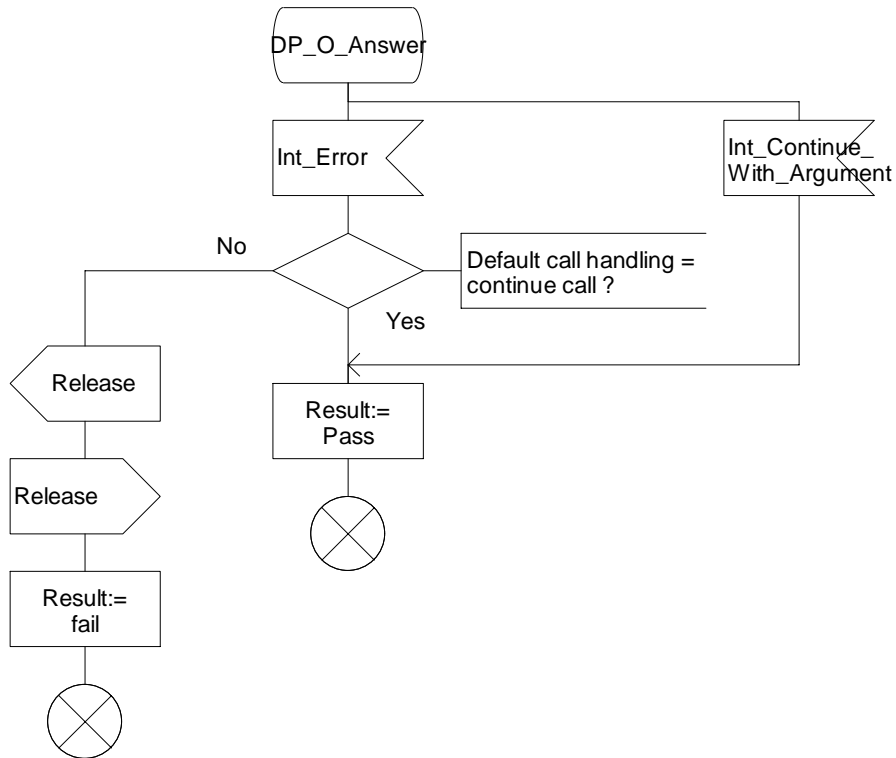 DP_O_Answer
Int_Error
Int_Continue_
With_Argument
No
Default call handling =
continue call ?
Yes
Release
Result:=
Pass
Release
Result:=
fail